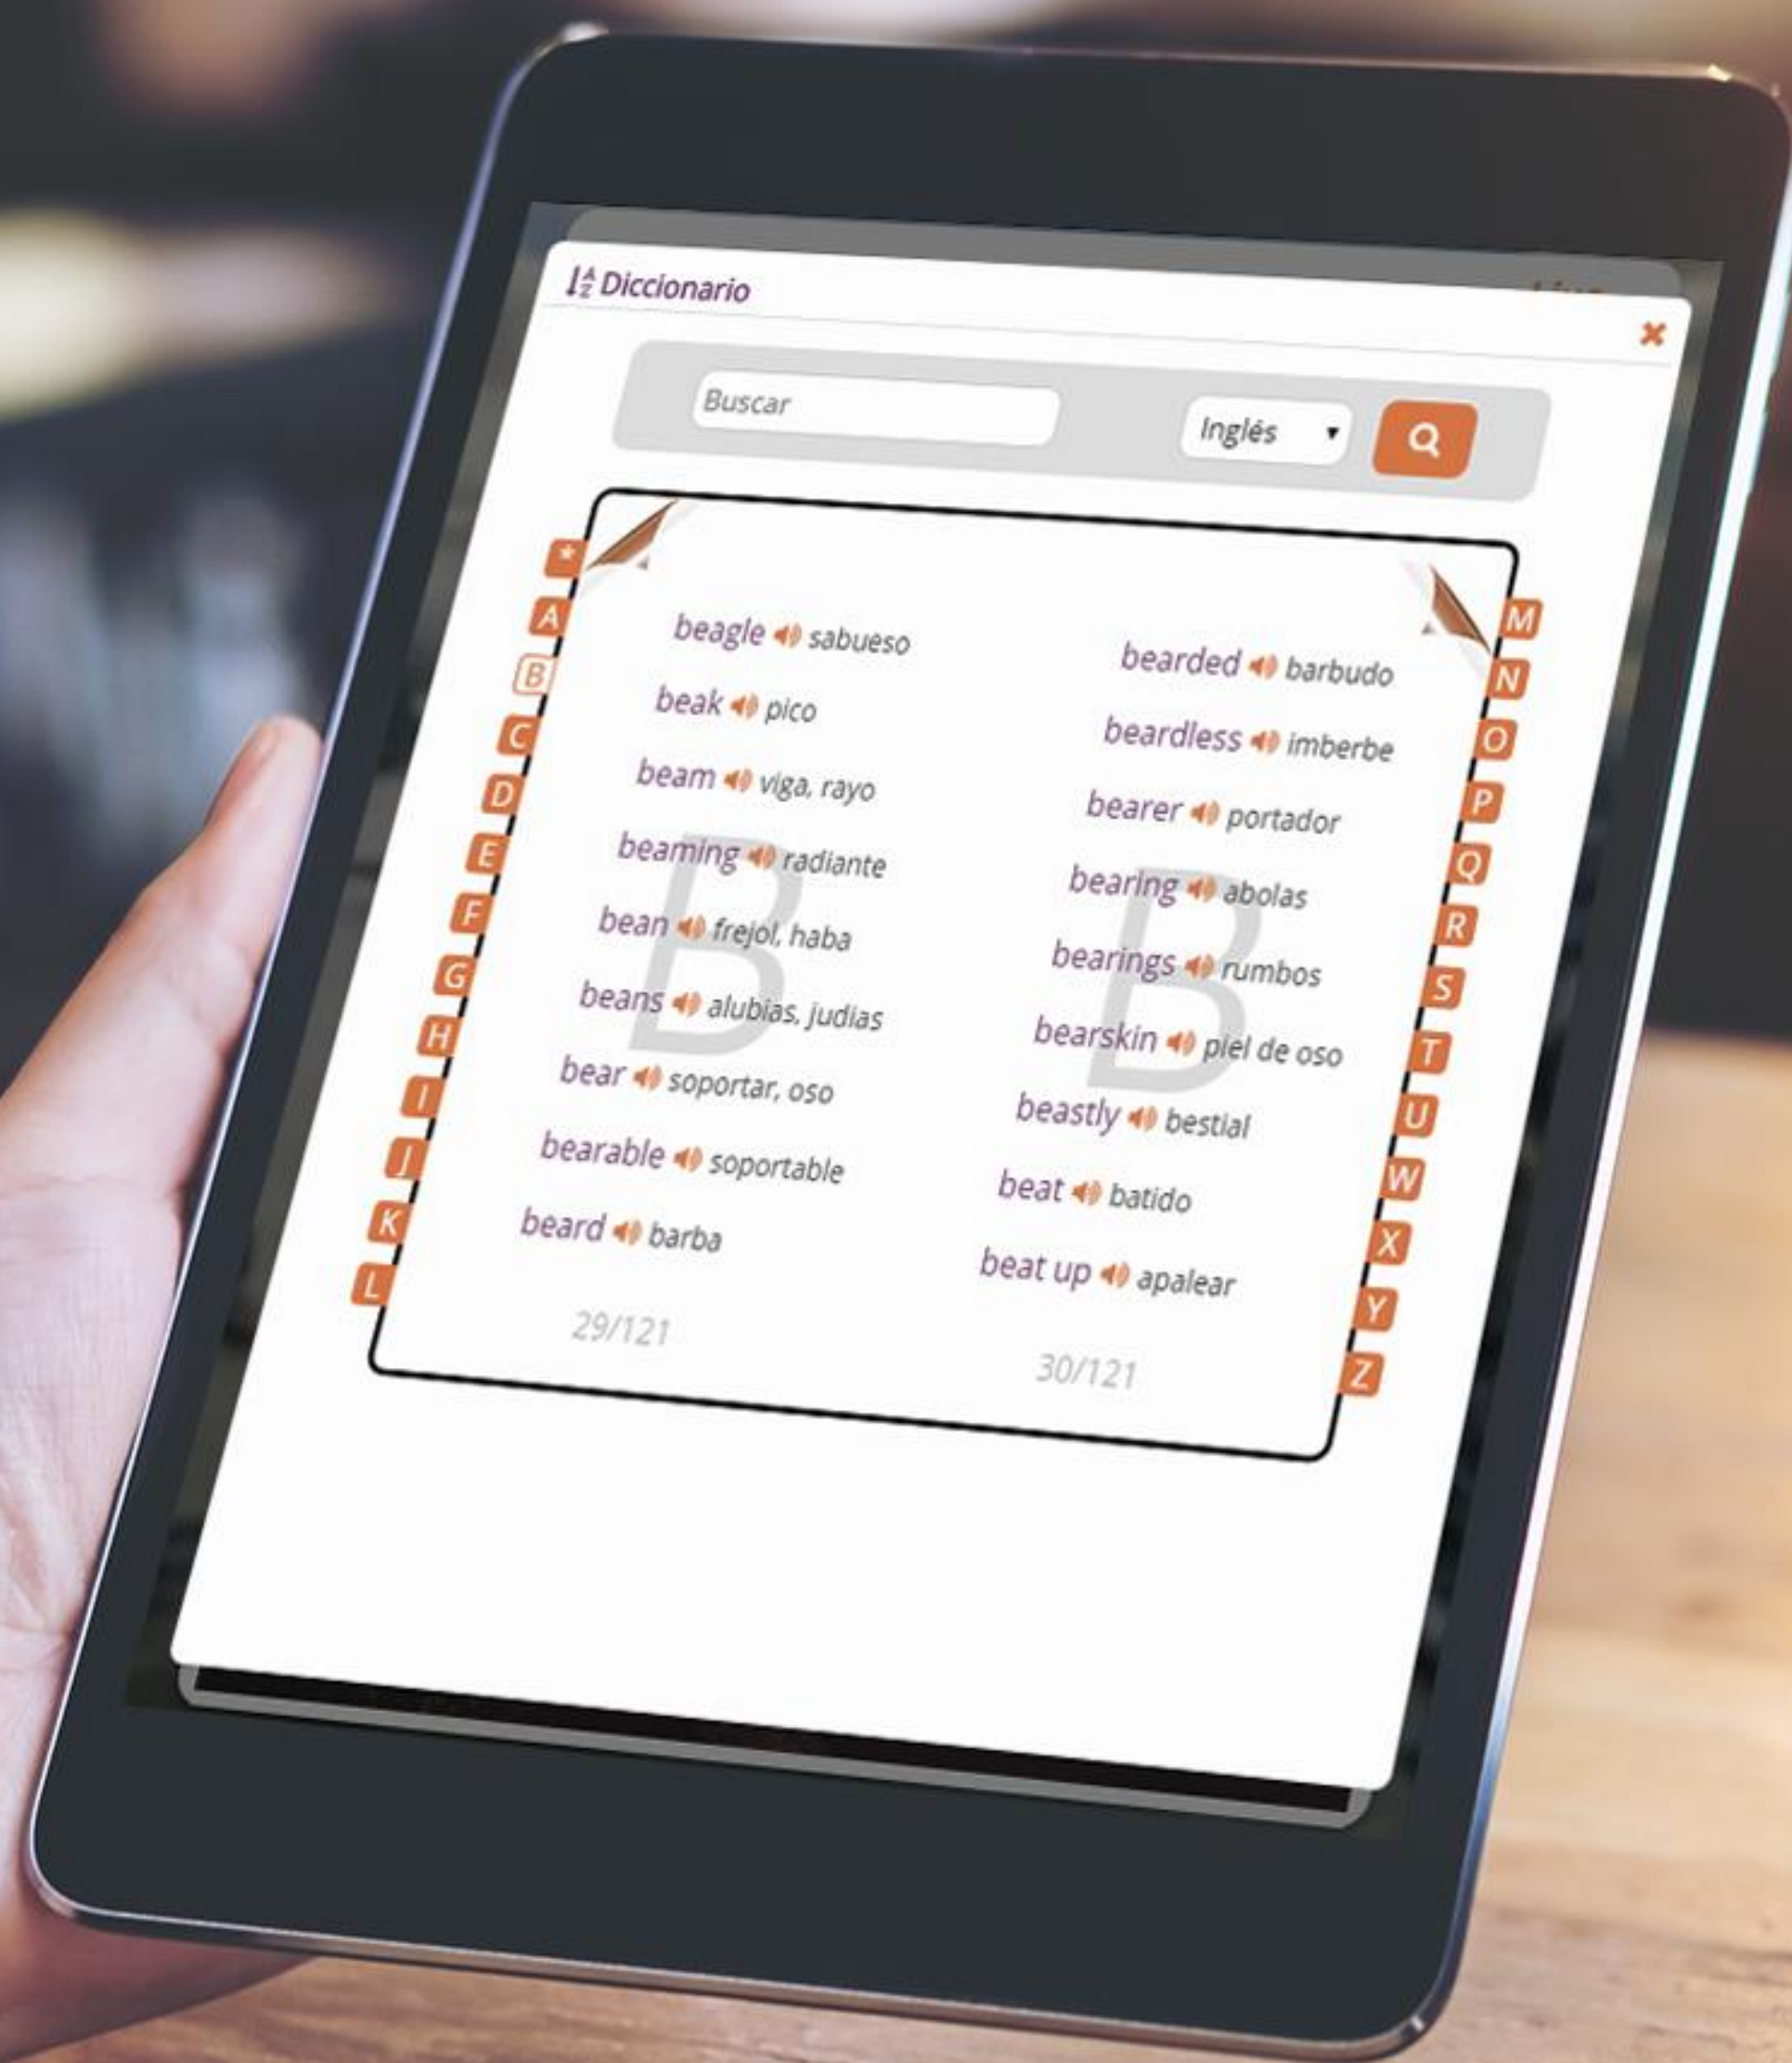 Diccionario
Buscar
Inglés
*
A
B
C
D
E
F
G
H
I
J
K
L
beagle sabueso
beak pico
beam viga, rayo
beaming radiante
bean frejol, haba
beans alubias, judias
bear soportar, oso
bearable soportable
beard barba
B
29/121
bearded barbudo
beardless imberbe
bearer portador
bearing abolas
bearings rumbos
bearskin piel de oso
beastly bestial
beat batido
beat up apalear
B
30/121
M
N
O
P
Q
R
S
T
U
W
X
Y
Z